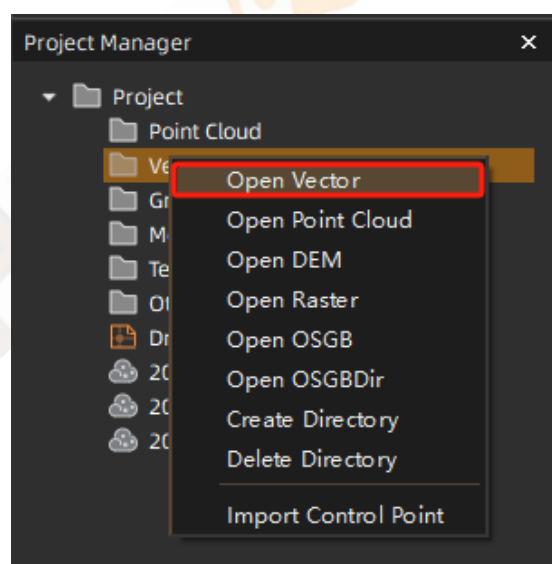 Project Manager
Project
Point Cloud
Open Vector
Open Point Cloud
Open DEM
Open Raster
Open OSGB
Open OSGBDir
Create Directory
Delete Directory
Import Control Point